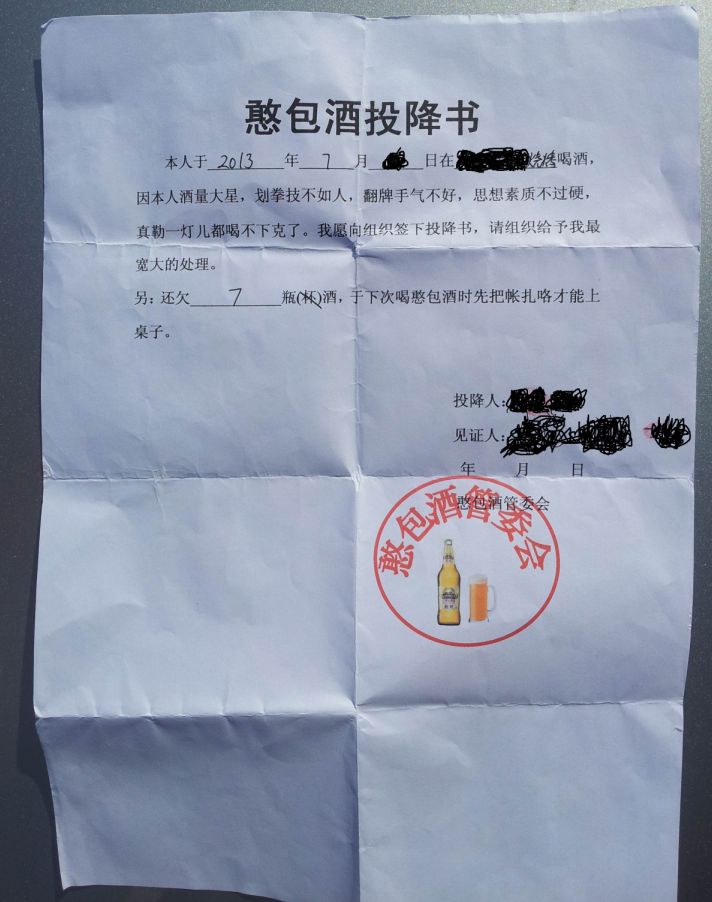 憨包酒投降书
本人于 2013 年 7 月 日在 烧烤喝酒，
因本人酒量大星，划拳技不如人，翻牌手气不好，思想素质不过硬，
真勒一灯儿都喝不下克了。我愿向组织签下投降书，请组织给予我最
宽大的处理。
另：还欠 7 瓶(杯)酒，于下次喝憨包酒时先把帐扎咯才能上
桌子。
投降人：
见证人：
年 月 日
憨包酒管委会
憨包酒管委会